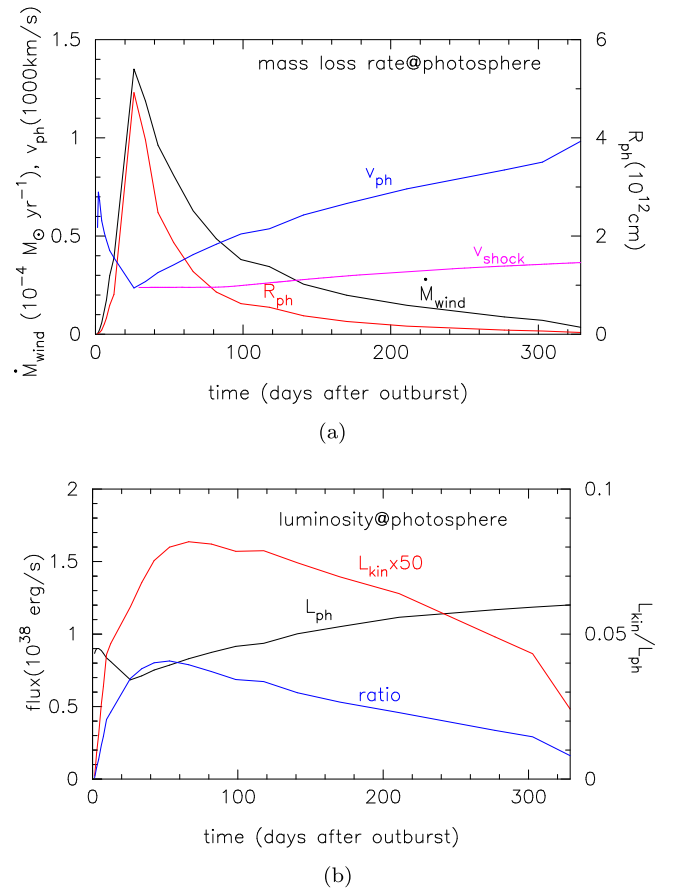 mass loss rate@photosphere
Ṁwind (10⁻⁴ M⊙ yr⁻¹), vph(1000km/s)
1.5
1
0.5
0
6
4
2
0
Rph(10¹²cm)
vph
vshock
Rph
Ṁwind
0 100 200 300
time (days after outburst)
(a)
luminosity@photosphere
flux(10³⁸ erg/s)
2
1.5
1
0.5
0
0.1
0.05
0
Lkin/Lph
Lkinx50
Lph
ratio
0 100 200 300
time (days after outburst)
(b)